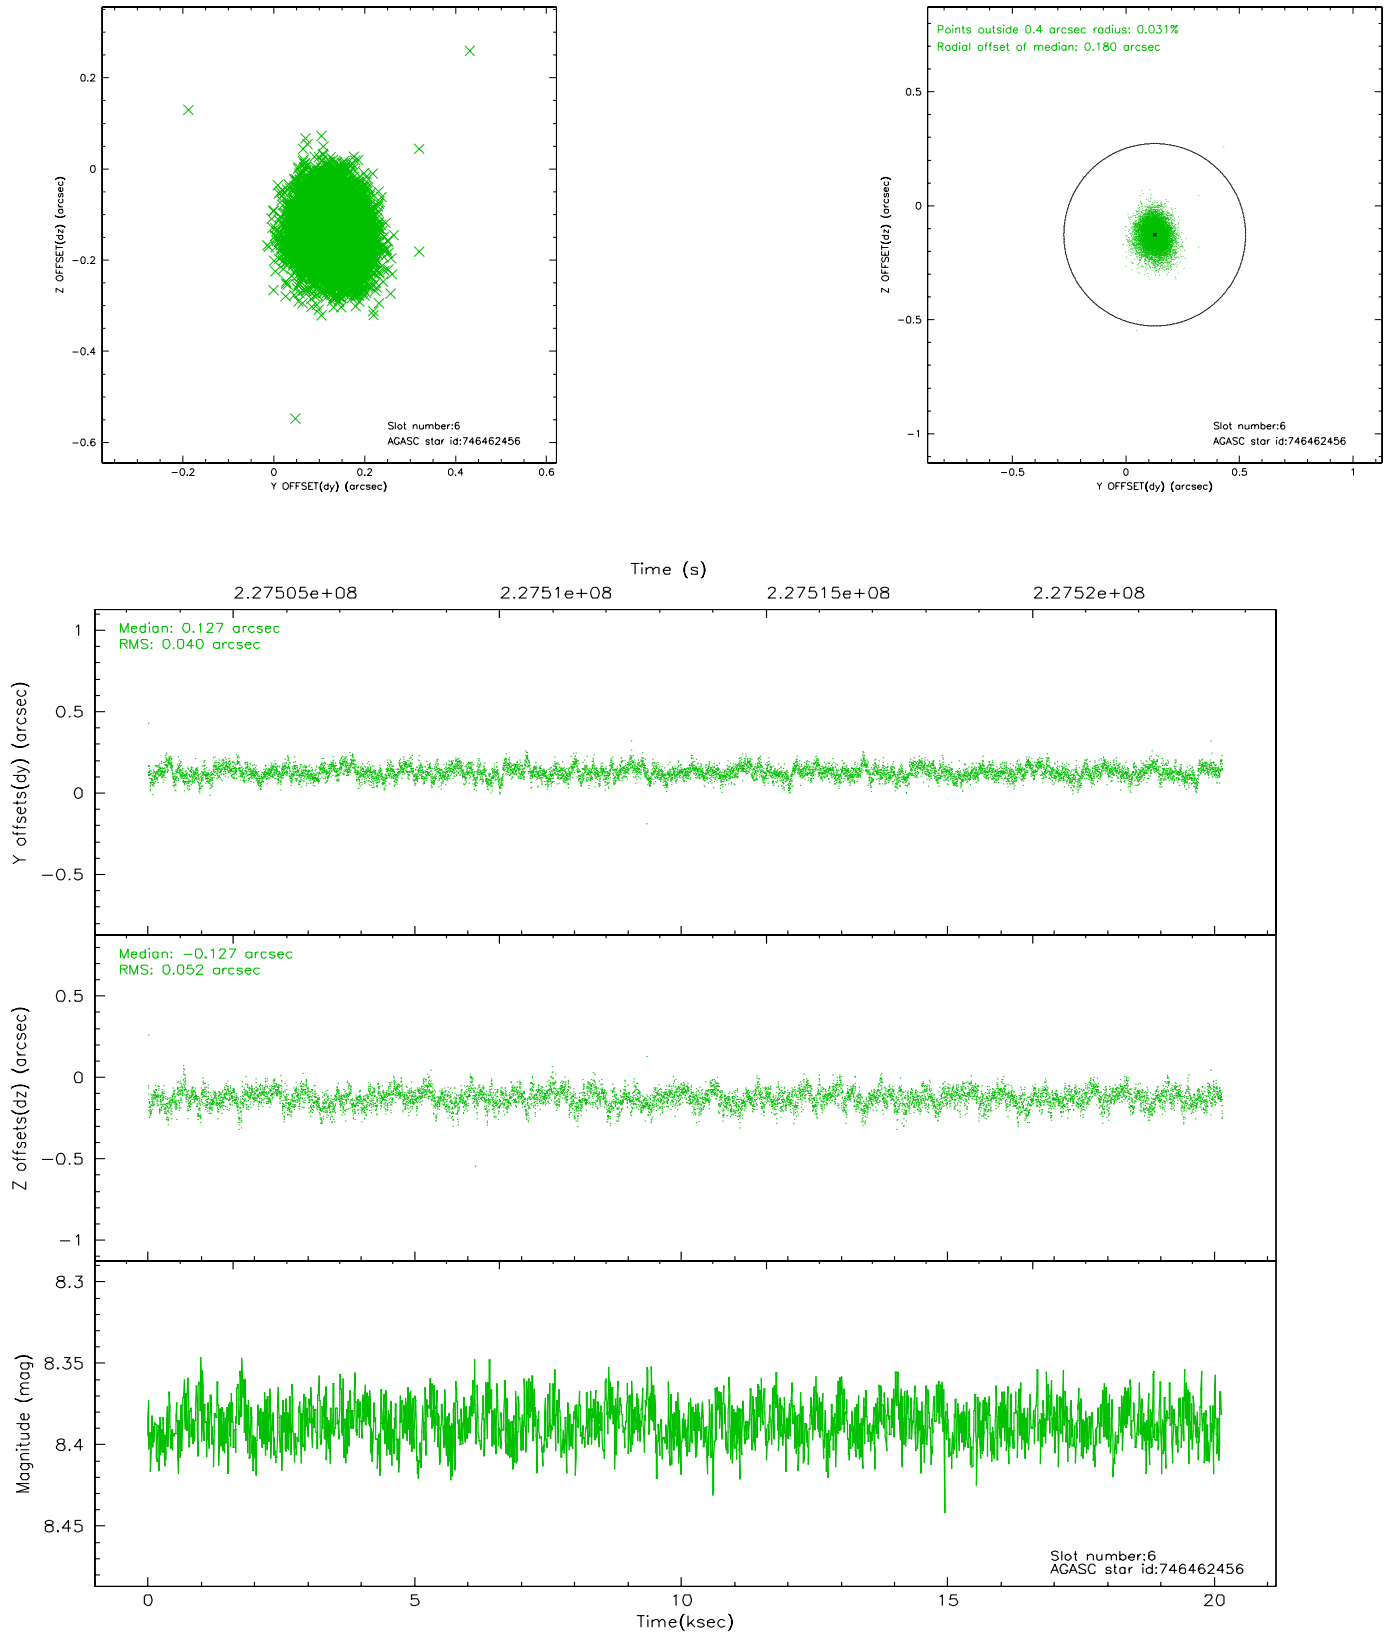 0.2
0
−0.2
−0.4
−0.6
Z OFFSET(dz) (arcsec)
Slot number:6
AGASC star id:746462456
−0.2 0 0.2 0.4 0.6
Y OFFSET(dy) (arcsec)
Points outside 0.4 arcsec radius: 0.031%
Radial offset of median: 0.180 arcsec
0.5
0
−0.5
−1
Z OFFSET(dz) (arcsec)
Slot number:6
AGASC star id:746462456
−0.5 0 0.5 1
Y OFFSET(dy) (arcsec)
Time (s)
2.27505e+08 2.2751e+08 2.27515e+08 2.2752e+08
Median: 0.127 arcsec
RMS: 0.040 arcsec
1
0.5
0
−0.5
Y offsets(dy) (arcsec)
Median: −0.127 arcsec
RMS: 0.052 arcsec
0.5
0
−0.5
−1
Z offsets(dz) (arcsec)
8.3
8.35
8.4
8.45
Magnitude (mag)
Slot number:6
AGASC star id:746462456
0 5 10 15 20
Time(ksec)